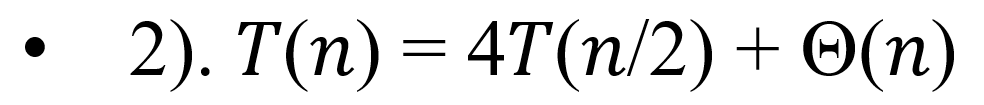 • 2). T(n) = 4T(n/2) + Θ(n)